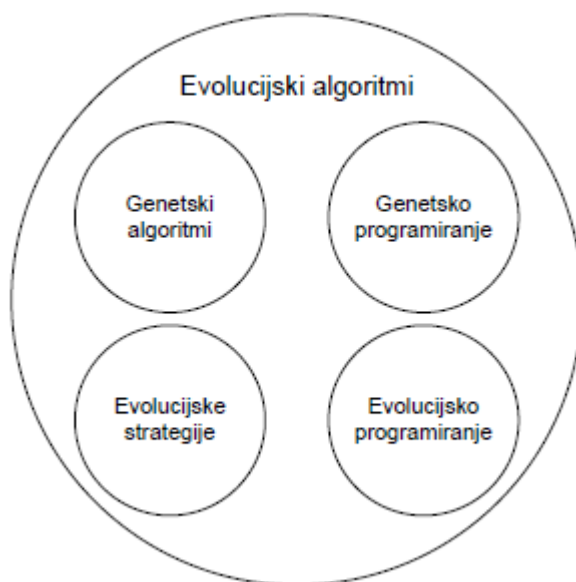 Evolucijski algoritmi
Genetski
algoritmi
Genetsko
programiranje
Evolucijske
strategije
Evolucijsko
programiranje